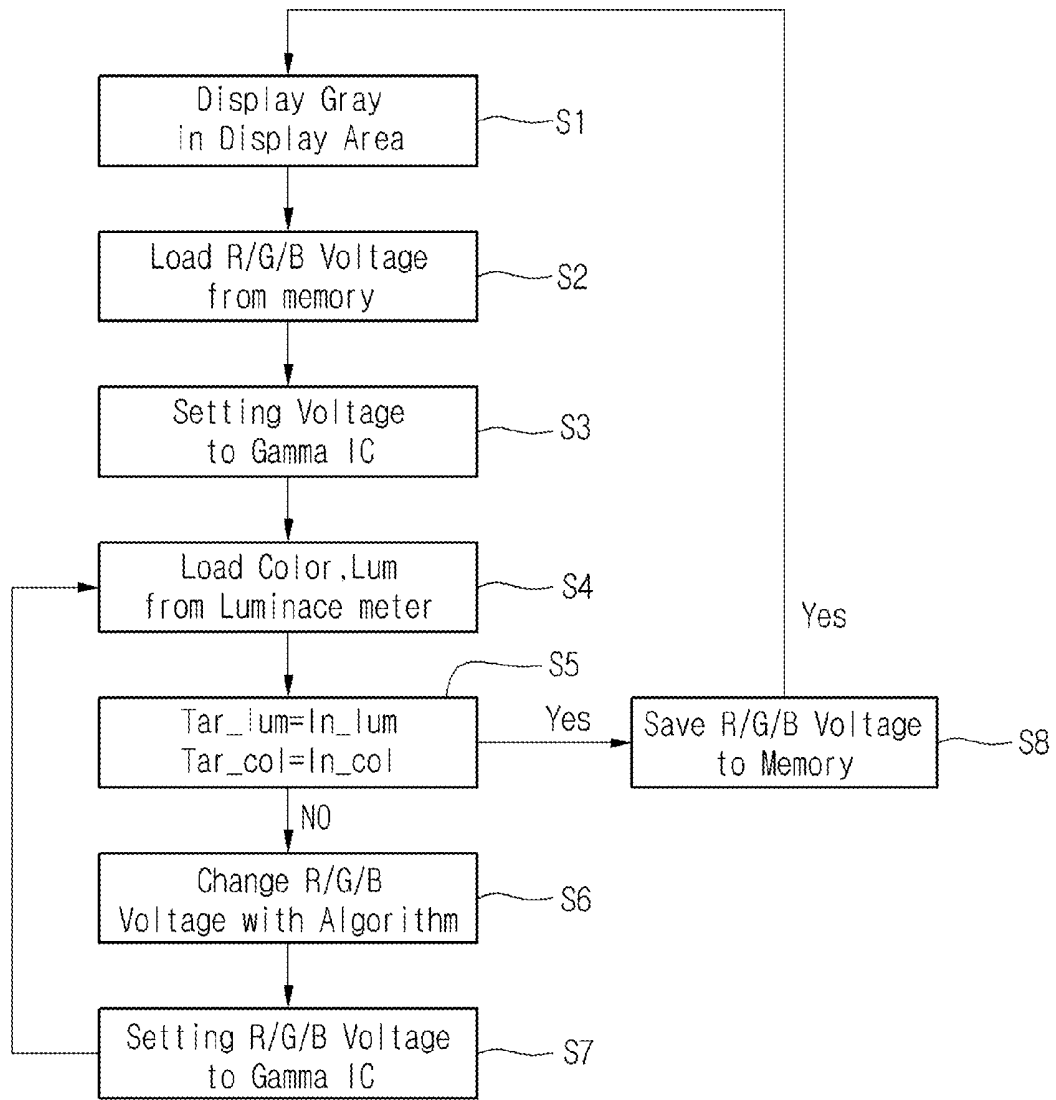 Display Gray
in Display Area
S1
Load R/G/B Voltage
from memory
S2
Setting Voltage
to Gamma IC
S3
Load Color,Lum
from Luminace meter
S4
Yes
S5
Tar_lum=In_lum
Tar_col=In_col
Yes
Save R/G/B Voltage
to Memory
S8
NO
Change R/G/B
Voltage with Algorithm
S6
Setting R/G/B Voltage
to Gamma IC
S7